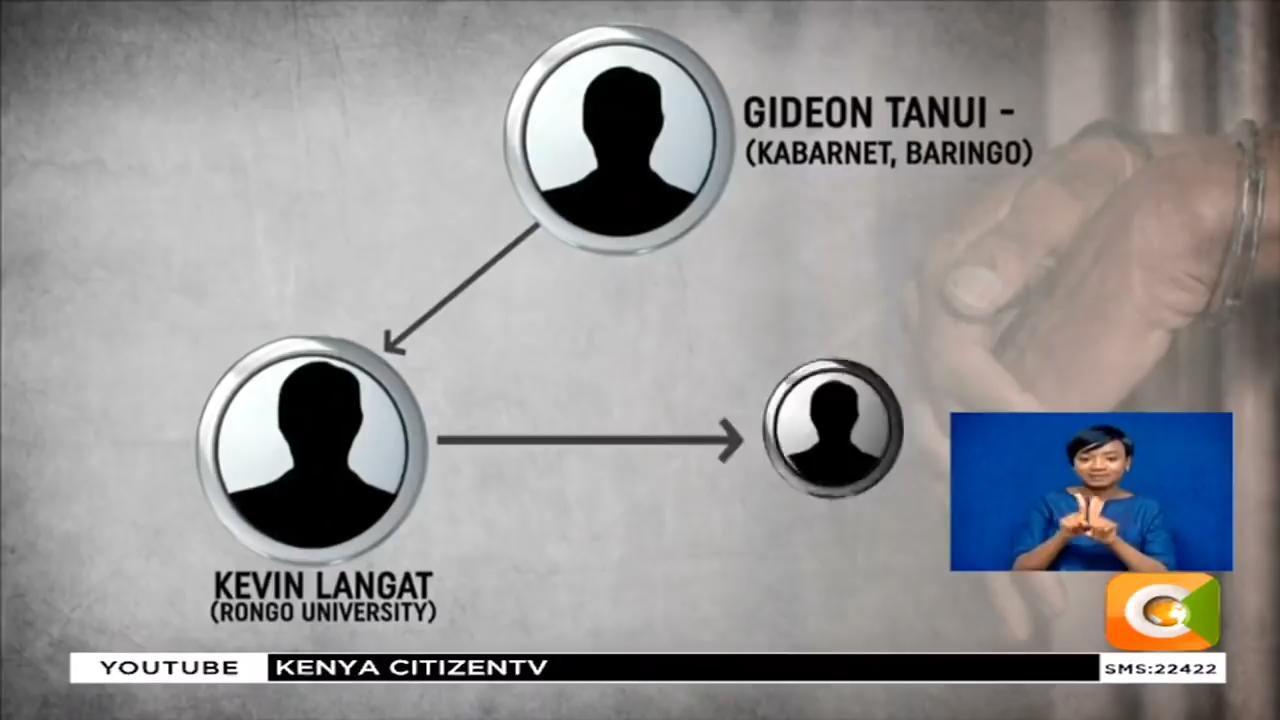 GIDEON TANUI -
(KABARNET, BARINGO)
KEVIN LANGAT
(RONGO UNIVERSITY)
YOUTUBE
KENYA CITIZENTV
SMS:22422